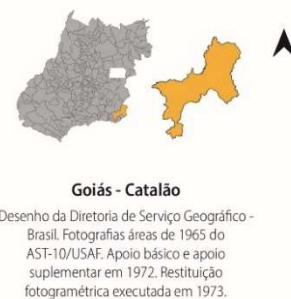 Goiás - Catalão
Desenho da Diretoria de Serviço Geográfico -
Brasil. Fotografias áreas de 1965 do
AST-10/USAF. Apoio básico e apoio
suplementar em 1972. Restituição
fotogramétrica executada em 1973.